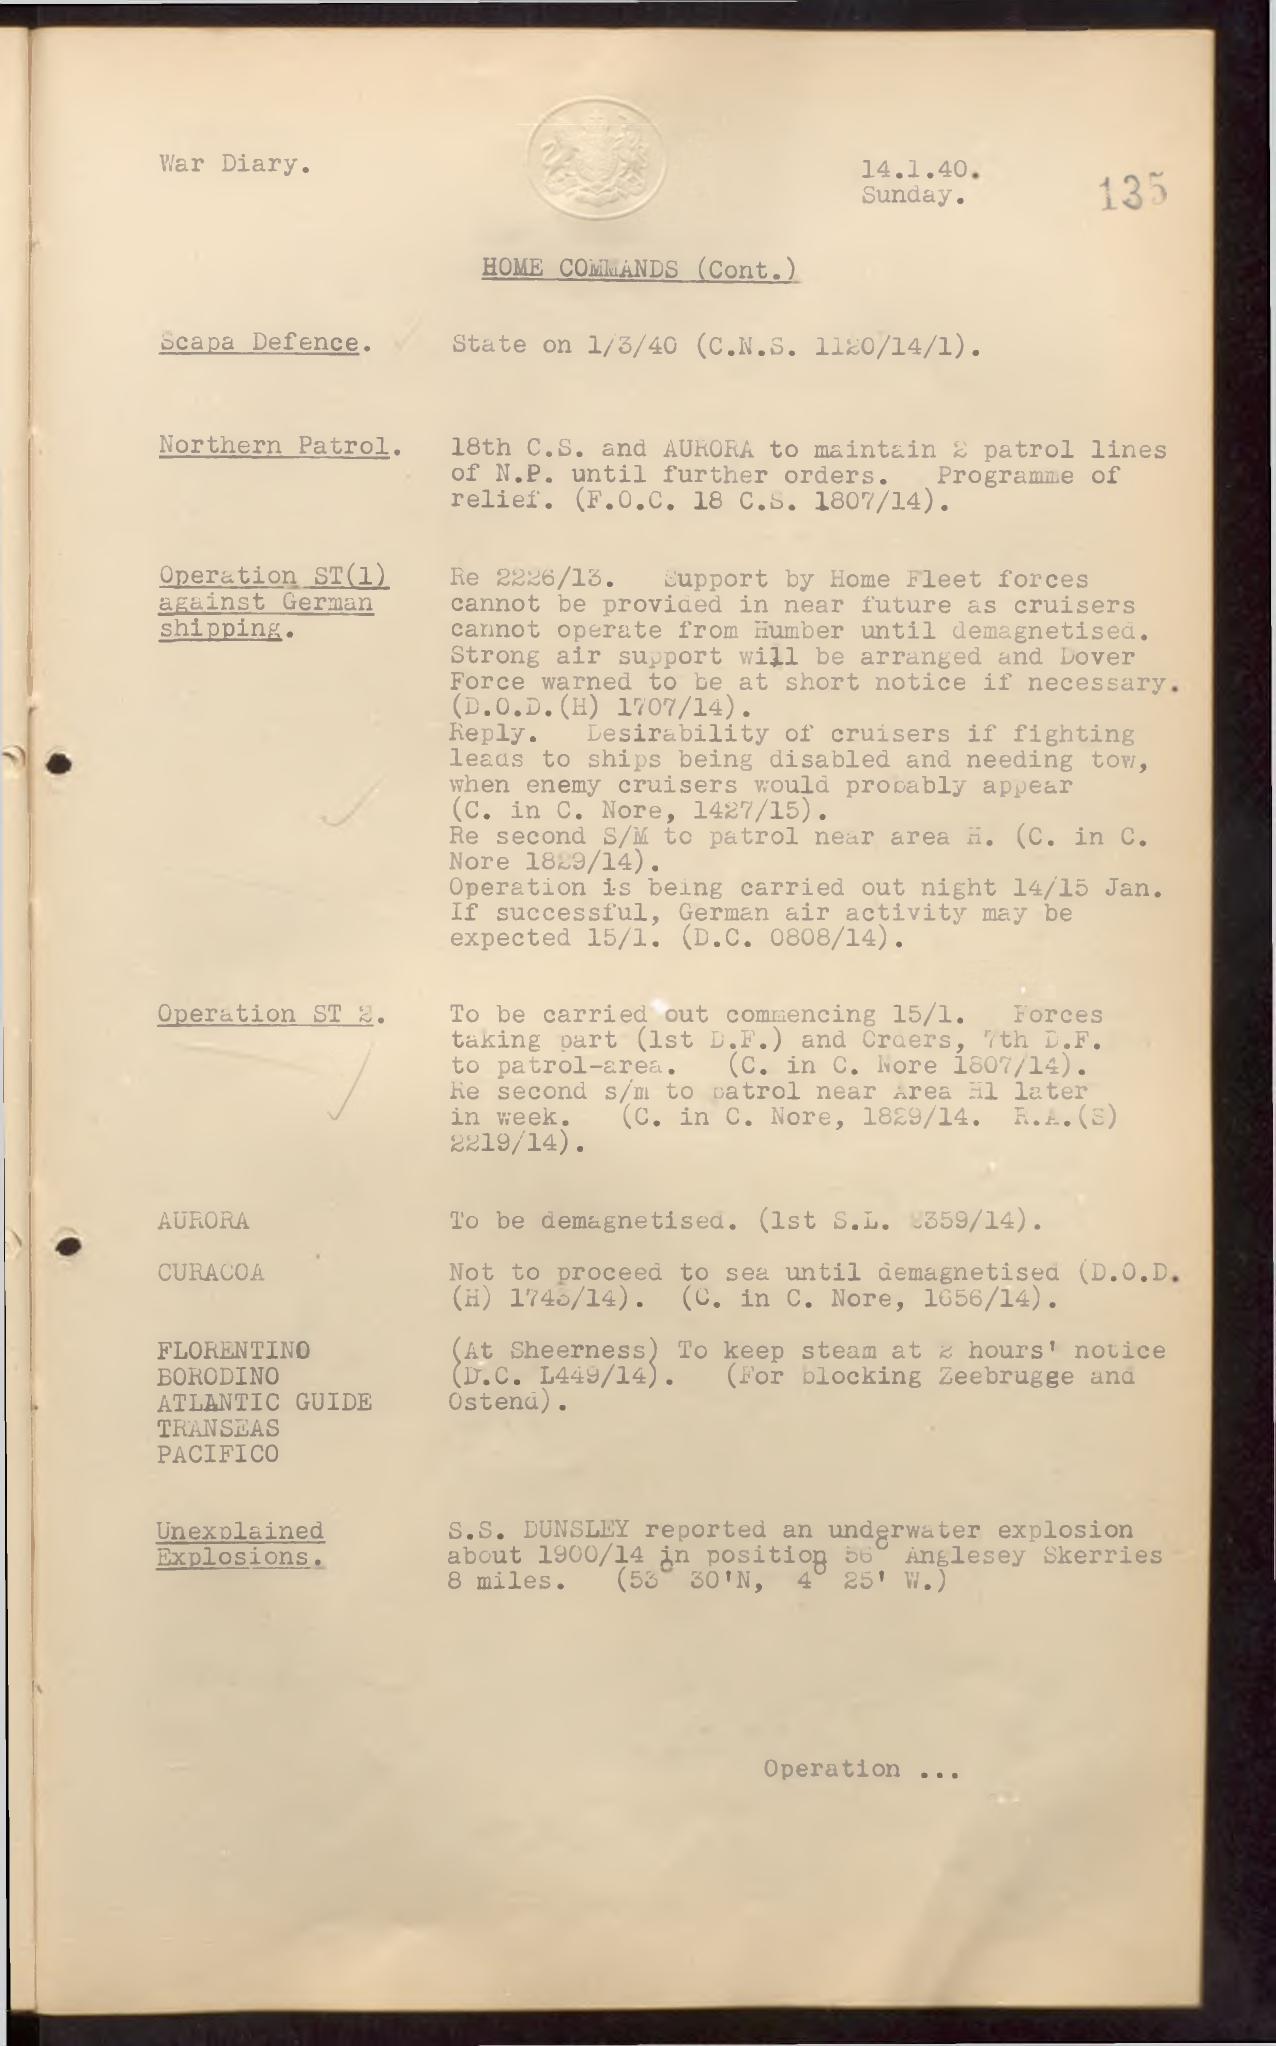 War Diary.
14.1.40.
Sunday.
135
HOME COMMANDS (Cont.)
Scapa Defence.
State on 1/3/40 (C.N.S. 1120/14/1).
Northern Patrol.
18th C.S. and AURORA to maintain 2 patrol lines
of N.P. until further orders. Programme of
relief. (F.O.C. 18 C.S. 1807/14).
Operation ST(1)
against German
shipping.
Re 2226/13. Support by Home Fleet forces
cannot be provided in near future as cruisers
cannot operate from Humber until demagnetised.
Strong air support will be arranged and Dover
Force warned to be at short notice if necessary.
(D.O.D.(H) 1707/14).
Reply. Desirability of cruisers if fighting
leads to ships being disabled and needing tow,
when enemy cruisers would probably appear
(C. in C. Nore, 1427/15).
Re second S/M to patrol near area H. (C. in C.
Nore 1829/14).
Operation is being carried out night 14/15 Jan.
If successful, German air activity may be
expected 15/1. (D.C. 0808/14).
Operation ST 2.
To be carried out commencing 15/1. Forces
taking part (1st D.F.) and Orders, 7th D.F.
to patrol-area. (C. in C. Nore 1807/14).
Re second s/m to patrol near Area H1 later
in week. (C. in C. Nore, 1829/14. R.A.(S)
2219/14).
AURORA
To be demagnetised. (1st S.L. 2359/14).
CURACOA
Not to proceed to sea until demagnetised (D.O.D.
(H) 1743/14). (C. in C. Nore, 1656/14).
FLORENTINO
BORODINO
ATLANTIC GUIDE
TRANSEAS
PACIFICO
(At Sheerness) To keep steam at 2 hours' notice
(D.C. L449/14). (For blocking Zeebrugge and
Ostend).
Unexplained
Explosions.
S.S. DUNSLEY reported an underwater explosion
about 1900/14 in position 56° Anglesey Skerries
8 miles. (53° 30'N, 4° 25' W.)
Operation ...